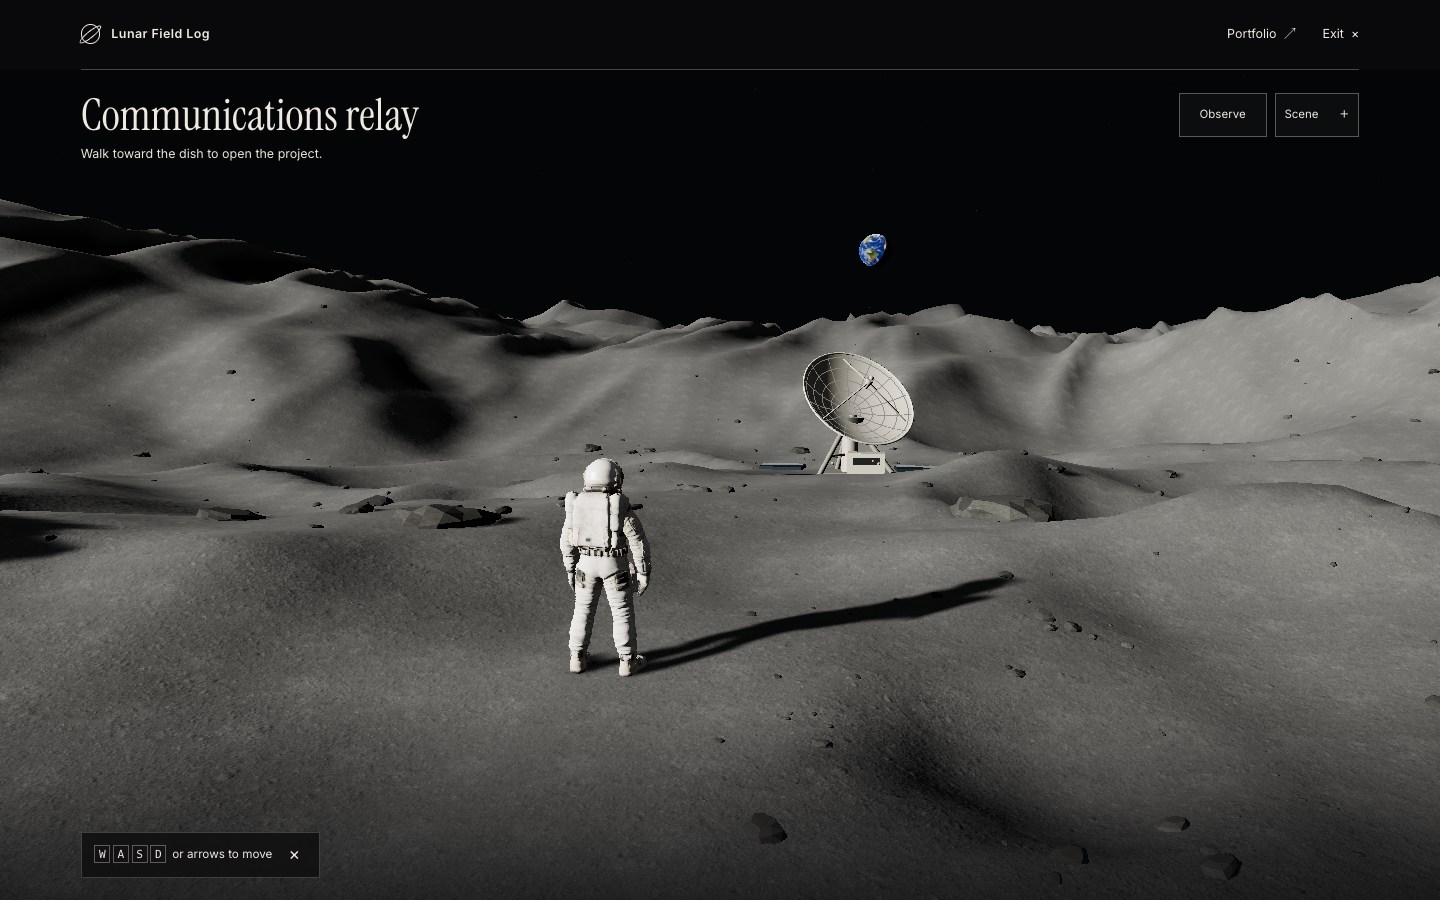 Lunar Field Log
Portfolio ↗ Exit ×
Communications relay
Walk toward the dish to open the project.
Observe
Scene +
W A S D or arrows to move ×